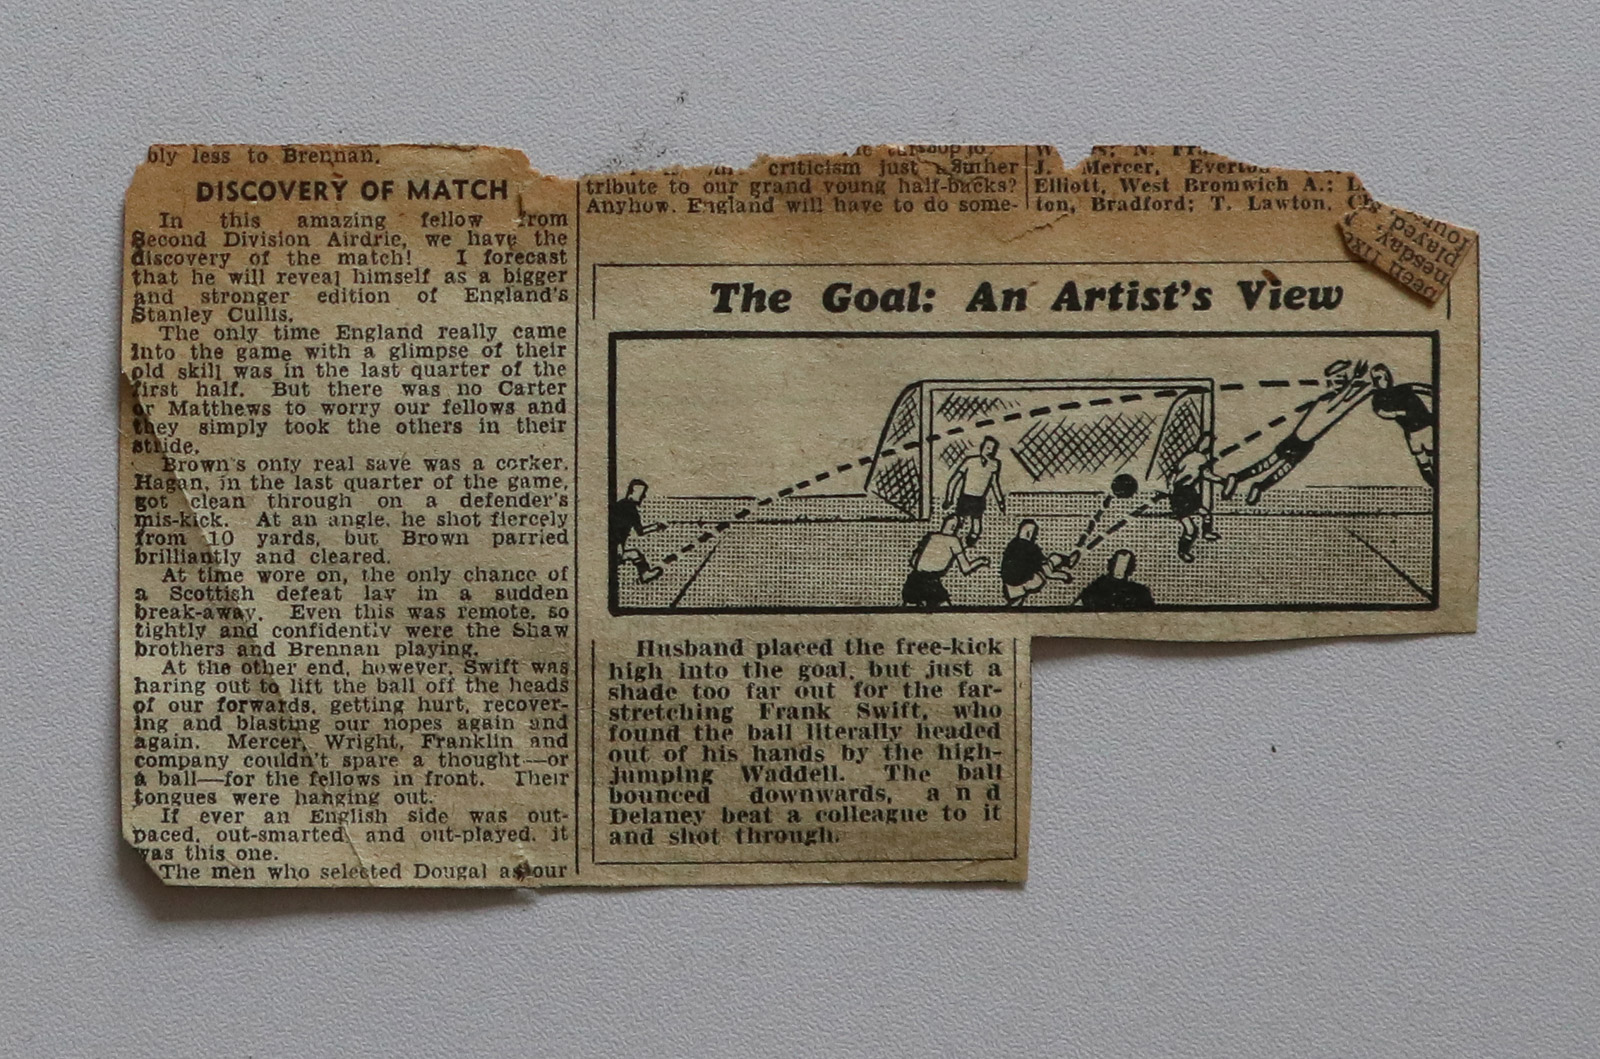 bly less to Brennan.
DISCOVERY OF MATCH
In this amazing fellow from
Second Division Airdrie, we have the
discovery of the match! I forecast
that he will reveal himself as a bigger
and stronger edition of England's
Stanley Cullis.
The only time England really came
into the game with a glimpse of their
old skill was in the last quarter of the
first half. But there was no Carter
or Matthews to worry our fellows and
they simply took the others in their
stride.
Brown's only real save was a corker.
Hagan, in the last quarter of the game,
got clean through on a defender's
mis-kick. At an angle, he shot fiercely
from 10 yards, but Brown parried
brilliantly and cleared.
At time wore on, the only chance of
a Scottish defeat lay in a sudden
break-away. Even this was remote, so
tightly and confidently were the Shaw
brothers and Brennan playing.
At the other end, however, Swift was
haring out to lift the ball off the heads
of our forwards, getting hurt, recover-
ing and blasting our nopes again and
again. Mercer, Wright, Franklin and
company couldn't spare a thought—or
a ball—for the fellows in front. Their
tongues were hanging out.
If ever an English side was out-
paced, out-smarted and out-played, it
was this one.
The men who selected Dougal as our
criticism just another
tribute to our grand young half-backs?
Anyhow, England will have to do some-
J. Mercer, Everton
Elliott, West Bromwich A.; L.
ton, Bradford; T. Lawton,
been
nesday,
played
The Goal: An Artist's View
Husband placed the free-kick
high into the goal, but just a
shade too far out for the far-
stretching Frank Swift, who
found the ball literally headed
out of his hands by the high-
jumping Waddell. The ball
bounced downwards, and
Delaney beat a colleague to it
and shot through.